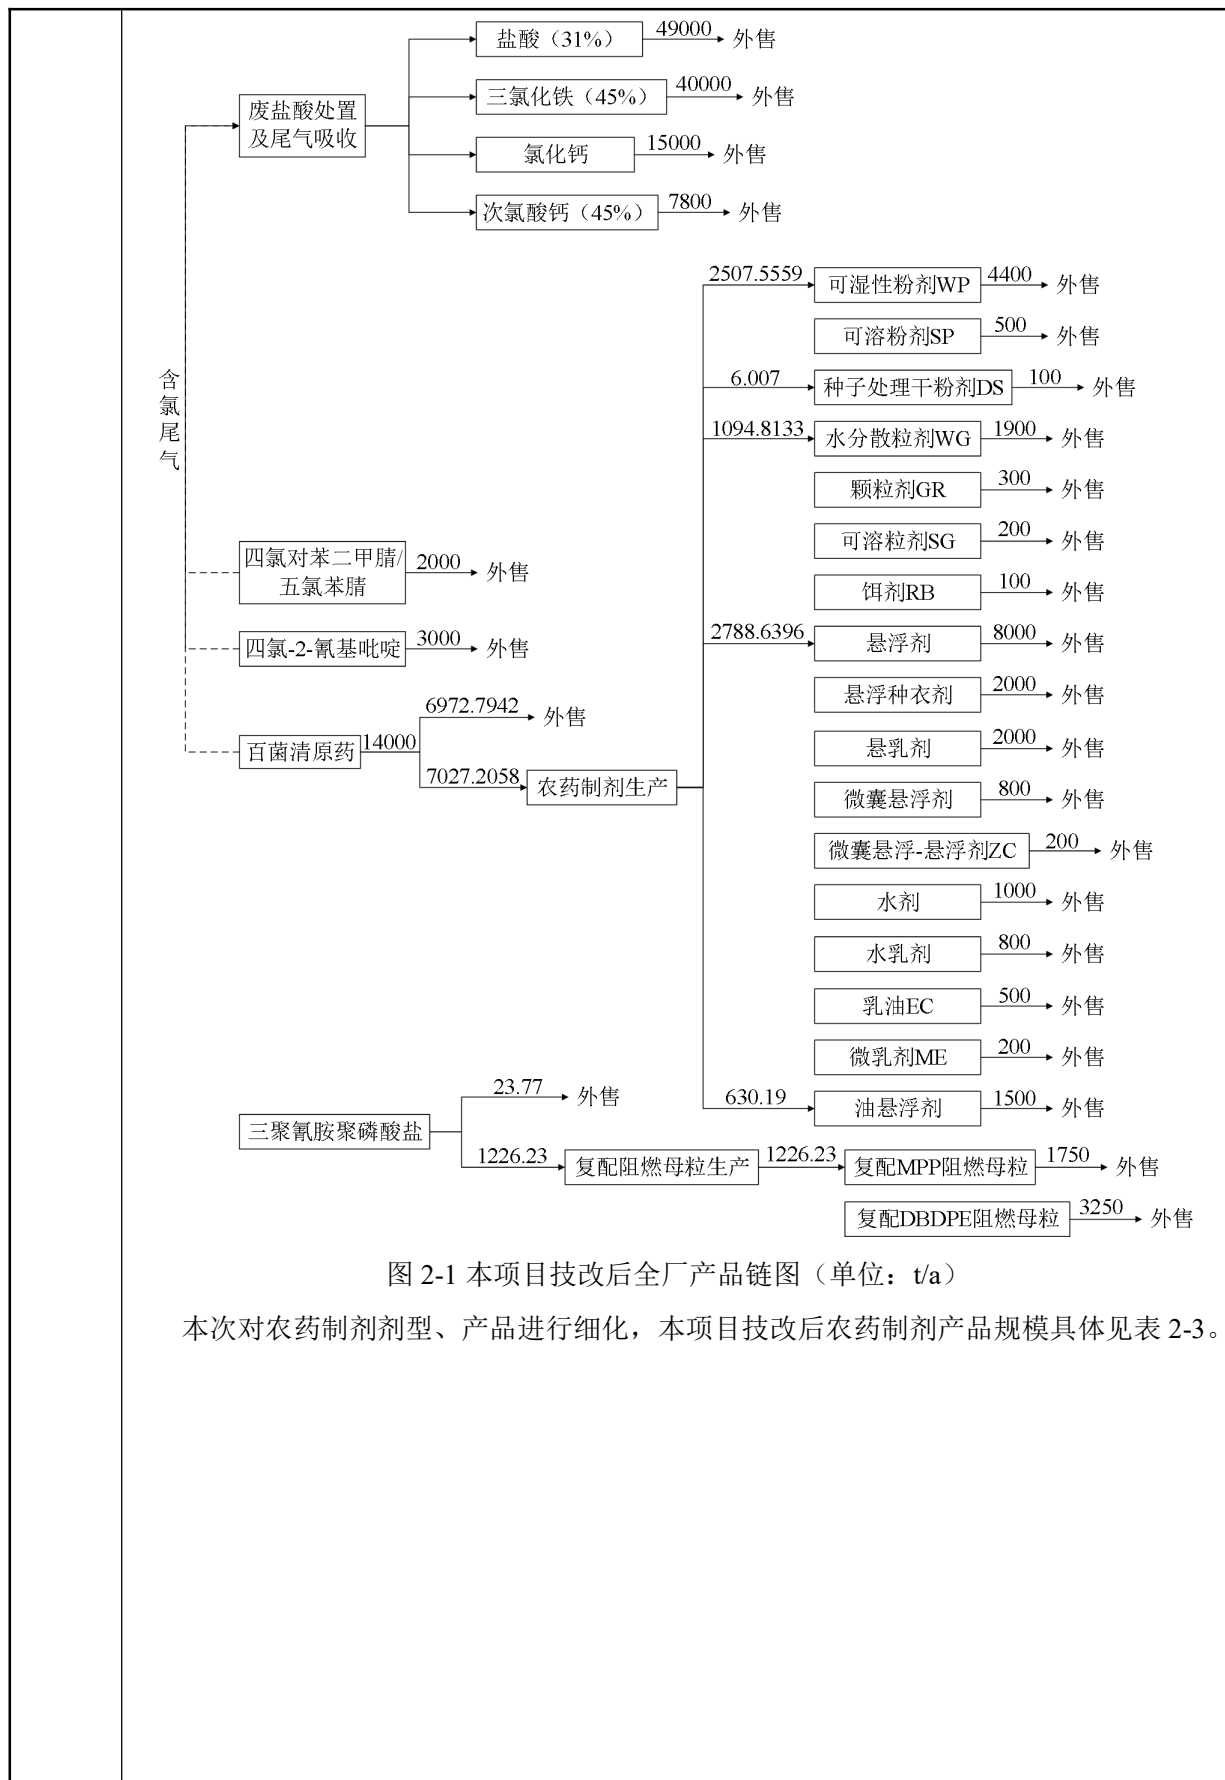 盐酸（31%） 49000 外售
三氯化铁（45%） 40000 外售
废盐酸处置
及尾气吸收
氯化钙 15000 外售
次氯酸钙（45%） 7800 外售
2507.5559 可湿性粉剂WP 4400 外售
可溶粉剂SP 500 外售
含氯尾气
6.007 种子处理干粉剂DS 100 外售
1094.8133 水分散粒剂WG 1900 外售
颗粒剂GR 300 外售
可溶粒剂SG 200 外售
四氯对苯二甲腈/
五氯苯腈 2000 外售
饵剂RB 100 外售
四氯-2-氰基吡啶 3000 外售
2788.6396 悬浮剂 8000 外售
悬浮种衣剂 2000 外售
6972.7942 外售
百菌清原药 14000
悬乳剂 2000 外售
7027.2058 农药制剂生产
微囊悬浮剂 800 外售
微囊悬浮-悬浮剂ZC 200 外售
水剂 1000 外售
水乳剂 800 外售
乳油EC 500 外售
微乳剂ME 200 外售
23.77 外售
630.19 油悬浮剂 1500 外售
三聚氰胺聚磷酸盐
1226.23 复配阻燃母粒生产 1226.23 复配MPP阻燃母粒 1750 外售
复配DBDPE阻燃母粒 3250 外售
图 2-1 本项目技改后全厂产品链图（单位：t/a）
本次对农药制剂剂型、产品进行细化，本项目技改后农药制剂产品规模具体见表 2-3。